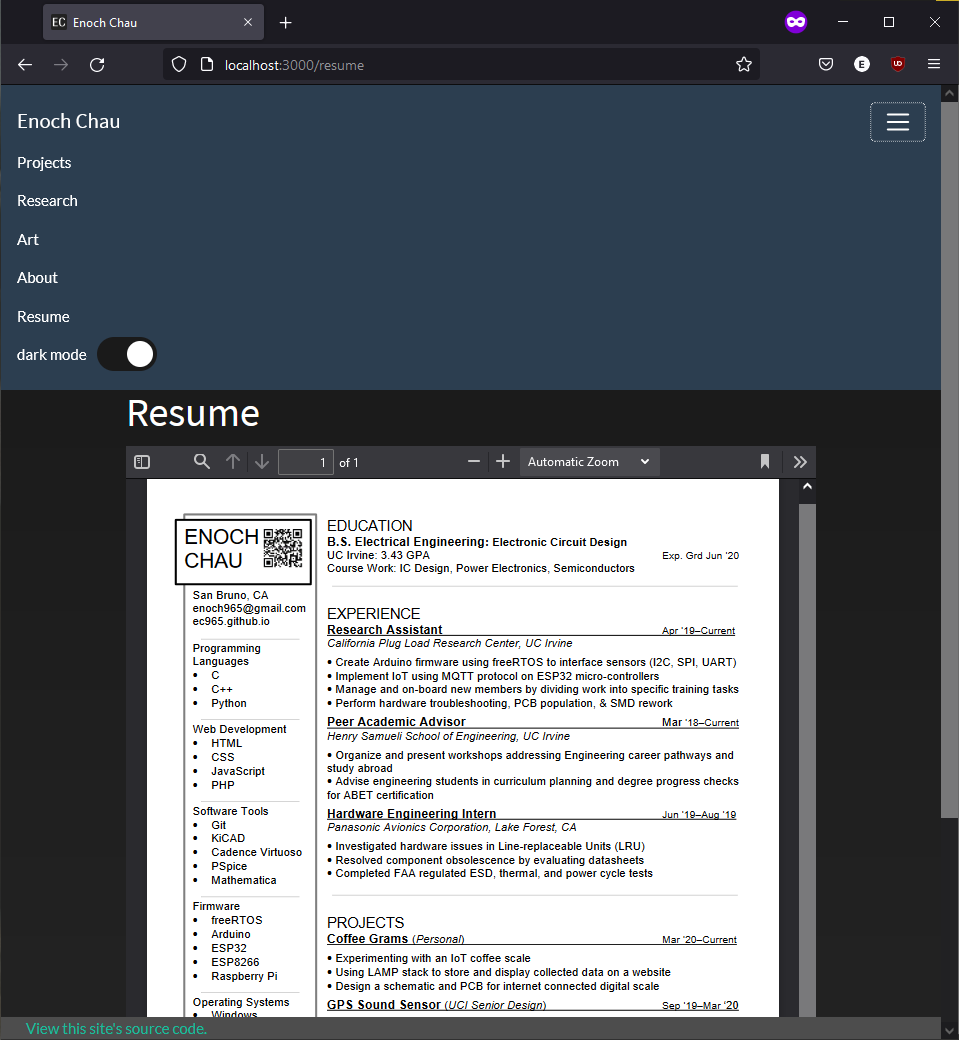 EC Enoch Chau
localhost:3000/resume
E
Enoch Chau
Projects
Research
Art
About
Resume
dark mode
Resume
1 of 1
Automatic Zoom
ENOCH
CHAU
San Bruno, CA
enoch965@gmail.com
ec965.github.io
Programming
Languages
• C
• C++
• Python
Web Development
• HTML
• CSS
• JavaScript
• PHP
Software Tools
• Git
• KiCAD
• Cadence Virtuoso
• PSpice
• Mathematica
Firmware
• freeRTOS
• Arduino
• ESP32
• ESP8266
• Raspberry Pi
Operating Systems
• Windows
EDUCATION
B.S. Electrical Engineering: Electronic Circuit Design
UC Irvine: 3.43 GPA Exp. Grd Jun '20
Course Work: IC Design, Power Electronics, Semiconductors
EXPERIENCE
Research Assistant Apr '19–Current
California Plug Load Research Center, UC Irvine
• Create Arduino firmware using freeRTOS to interface sensors (I2C, SPI, UART)
• Implement IoT using MQTT protocol on ESP32 micro-controllers
• Manage and on-board new members by dividing work into specific training tasks
• Perform hardware troubleshooting, PCB population, & SMD rework
Peer Academic Advisor Mar '18–Current
Henry Samueli School of Engineering, UC Irvine
• Organize and present workshops addressing Engineering career pathways and
study abroad
• Advise engineering students in curriculum planning and degree progress checks
for ABET certification
Hardware Engineering Intern Jun '19–Aug '19
Panasonic Avionics Corporation, Lake Forest, CA
• Investigated hardware issues in Line-replaceable Units (LRU)
• Resolved component obsolescence by evaluating datasheets
• Completed FAA regulated ESD, thermal, and power cycle tests
PROJECTS
Coffee Grams (Personal) Mar '20–Current
• Experimenting with an IoT coffee scale
• Using LAMP stack to store and display collected data on a website
• Design a schematic and PCB for internet connected digital scale
GPS Sound Sensor (UCI Senior Design) Sep '19–Mar '20
View this site's source code.